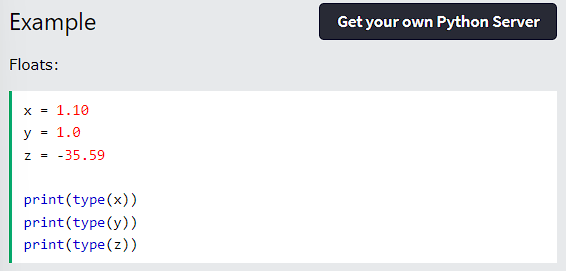 Example
Get your own Python Server
Floats:
x = 1.10
y = 1.0
z = -35.59
print(type(x))
print(type(y))
print(type(z))